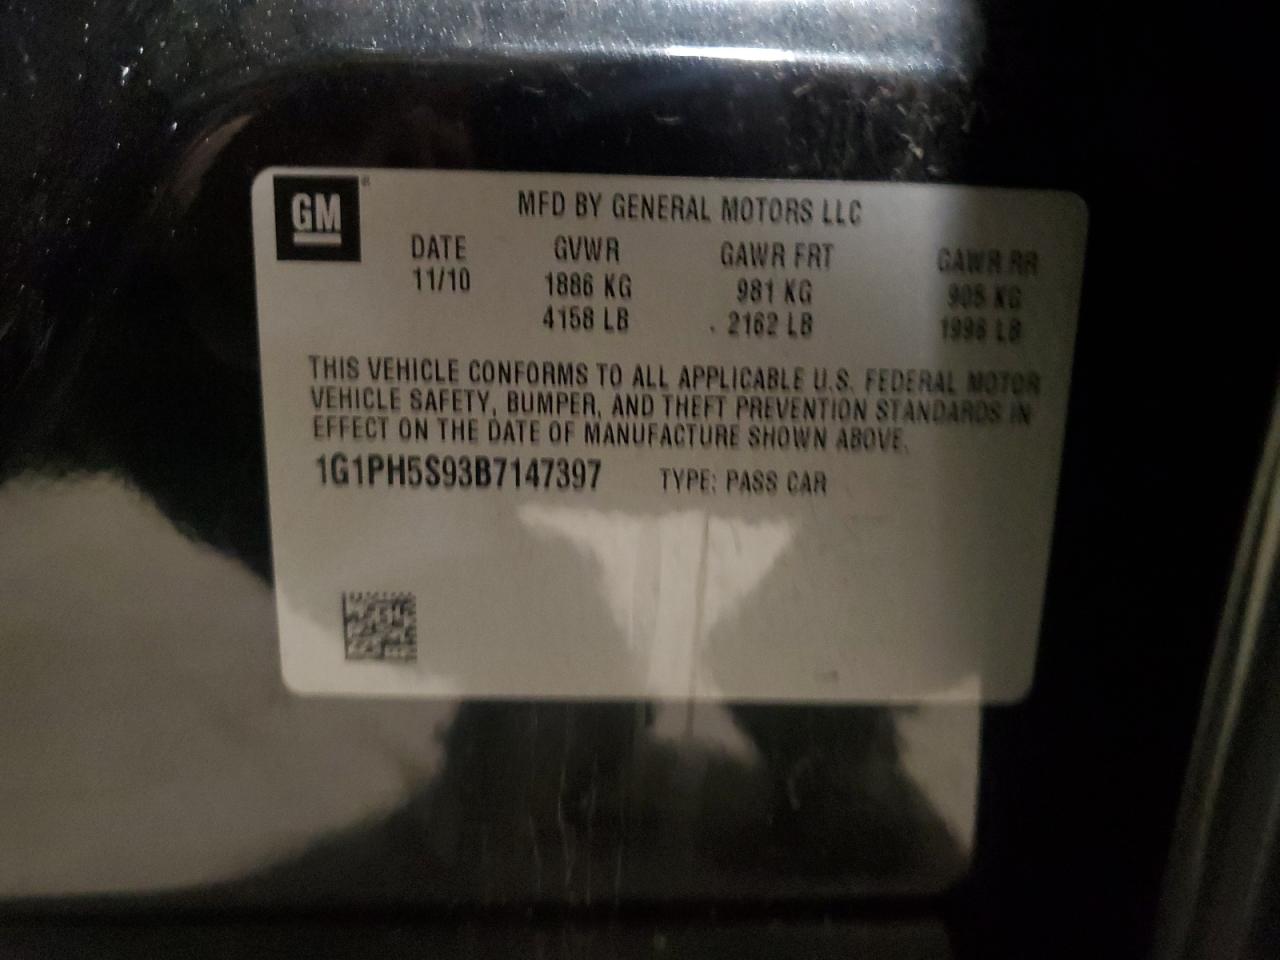 GM®
MFD BY GENERAL MOTORS LLC
DATE GVWR GAWR FRT GAWR RR
11/10 1886 KG 981 KG 905 KG
4158 LB 2162 LB 1996 LB
THIS VEHICLE CONFORMS TO ALL APPLICABLE U.S. FEDERAL MOTOR
VEHICLE SAFETY, BUMPER, AND THEFT PREVENTION STANDARDS IN
EFFECT ON THE DATE OF MANUFACTURE SHOWN ABOVE.
1G1PH5S93B7147397 TYPE: PASS CAR